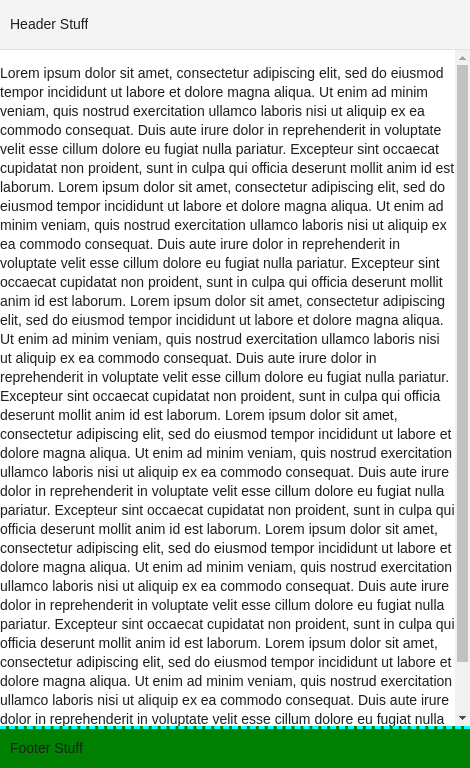 Header Stuff
Lorem ipsum dolor sit amet, consectetur adipiscing elit, sed do eiusmod
tempor incididunt ut labore et dolore magna aliqua. Ut enim ad minim
veniam, quis nostrud exercitation ullamco laboris nisi ut aliquip ex ea
commodo consequat. Duis aute irure dolor in reprehenderit in voluptate
velit esse cillum dolore eu fugiat nulla pariatur. Excepteur sint occaecat
cupidatat non proident, sunt in culpa qui officia deserunt mollit anim id est
laborum. Lorem ipsum dolor sit amet, consectetur adipiscing elit, sed do
eiusmod tempor incididunt ut labore et dolore magna aliqua. Ut enim ad
minim veniam, quis nostrud exercitation ullamco laboris nisi ut aliquip ex
ea commodo consequat. Duis aute irure dolor in reprehenderit in
voluptate velit esse cillum dolore eu fugiat nulla pariatur. Excepteur sint
occaecat cupidatat non proident, sunt in culpa qui officia deserunt mollit
anim id est laborum. Lorem ipsum dolor sit amet, consectetur adipiscing
elit, sed do eiusmod tempor incididunt ut labore et dolore magna aliqua.
Ut enim ad minim veniam, quis nostrud exercitation ullamco laboris nisi
ut aliquip ex ea commodo consequat. Duis aute irure dolor in
reprehenderit in voluptate velit esse cillum dolore eu fugiat nulla pariatur.
Excepteur sint occaecat cupidatat non proident, sunt in culpa qui officia
deserunt mollit anim id est laborum. Lorem ipsum dolor sit amet,
consectetur adipiscing elit, sed do eiusmod tempor incididunt ut labore et
dolore magna aliqua. Ut enim ad minim veniam, quis nostrud exercitation
ullamco laboris nisi ut aliquip ex ea commodo consequat. Duis aute irure
dolor in reprehenderit in voluptate velit esse cillum dolore eu fugiat nulla
pariatur. Excepteur sint occaecat cupidatat non proident, sunt in culpa qui
officia deserunt mollit anim id est laborum. Lorem ipsum dolor sit amet,
consectetur adipiscing elit, sed do eiusmod tempor incididunt ut labore et
dolore magna aliqua. Ut enim ad minim veniam, quis nostrud exercitation
ullamco laboris nisi ut aliquip ex ea commodo consequat. Duis aute irure
dolor in reprehenderit in voluptate velit esse cillum dolore eu fugiat nulla
pariatur. Excepteur sint occaecat cupidatat non proident, sunt in culpa qui
officia deserunt mollit anim id est laborum. Lorem ipsum dolor sit amet,
consectetur adipiscing elit, sed do eiusmod tempor incididunt ut labore et
dolore magna aliqua. Ut enim ad minim veniam, quis nostrud exercitation
ullamco laboris nisi ut aliquip ex ea commodo consequat. Duis aute irure
dolor in reprehenderit in voluptate velit esse cillum dolore eu fugiat nulla
Footer Stuff